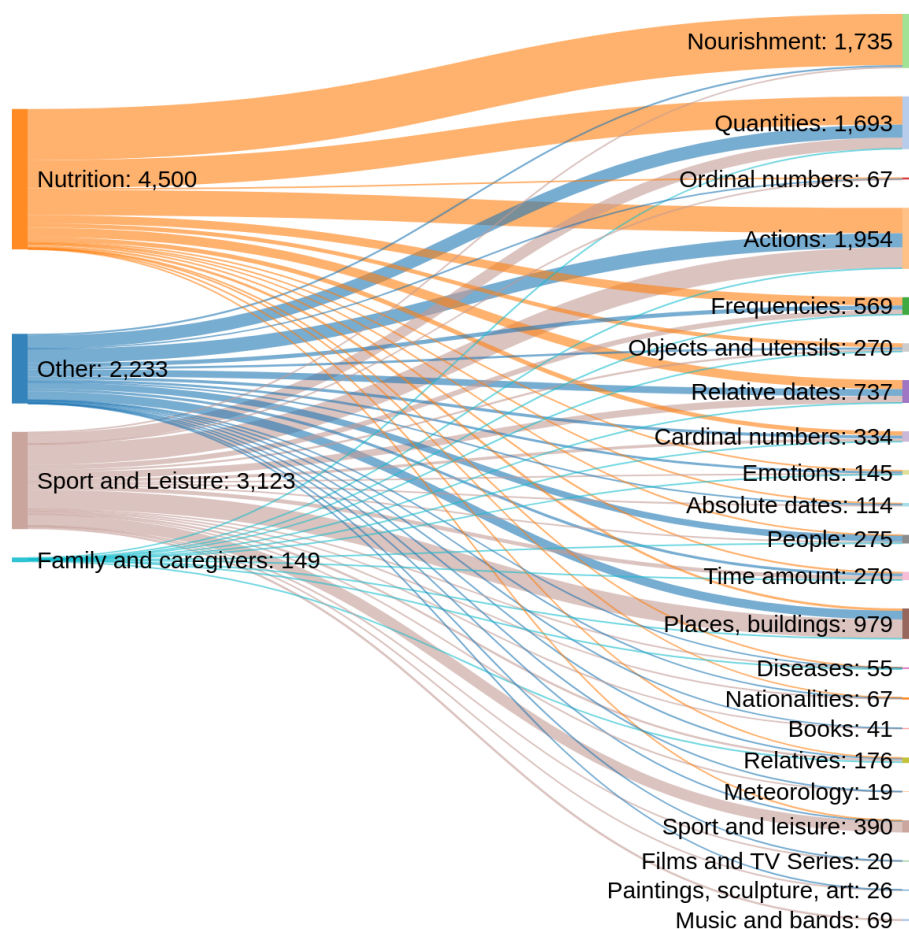 Nutrition: 4,500
Other: 2,233
Sport and Leisure: 3,123
Family and caregivers: 149
Nourishment: 1,735
Quantities: 1,693
Ordinal numbers: 67
Actions: 1,954
Frequencies: 569
Objects and utensils: 270
Relative dates: 737
Cardinal numbers: 334
Emotions: 145
Absolute dates: 114
People: 275
Time amount: 270
Places, buildings: 979
Diseases: 55
Nationalities: 67
Books: 41
Relatives: 176
Meteorology: 19
Sport and leisure: 390
Films and TV Series: 20
Paintings, sculpture, art: 26
Music and bands: 69